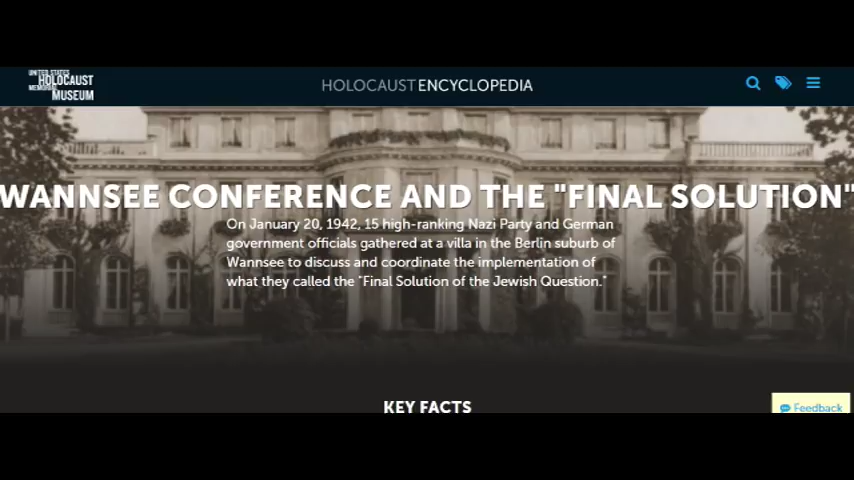 UNITED STATES
HOLOCAUST
MEMORIAL
MUSEUM
HOLOCAUST ENCYCLOPEDIA
WANNSEE CONFERENCE AND THE "FINAL SOLUTION"
On January 20, 1942, 15 high-ranking Nazi Party and German
government officials gathered at a villa in the Berlin suburb of
Wannsee to discuss and coordinate the implementation of
what they called the "Final Solution of the Jewish Question."
KEY FACTS
Feedback